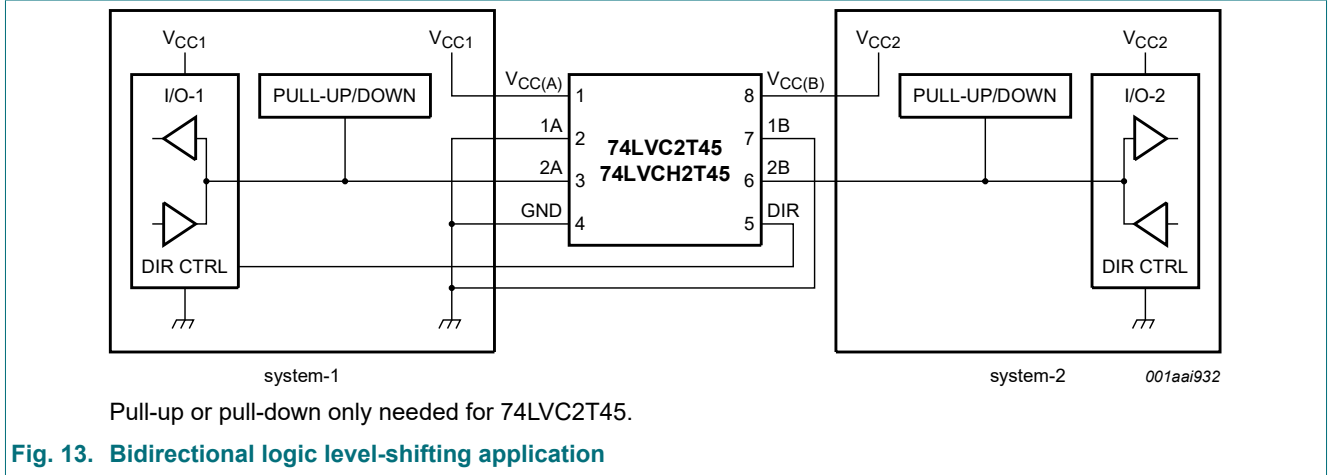 VCC1
VCC1
VCC2
VCC2
I/O-1
PULL-UP/DOWN
VCC(A)
1
8
VCC(B)
PULL-UP/DOWN
I/O-2
1A
2
74LVC2T45
7
1B
2A
3
74LVCH2T45
6
2B
GND
4
5
DIR
DIR CTRL
DIR CTRL
system-1
system-2
001aai932
Pull-up or pull-down only needed for 74LVC2T45.
Fig. 13. Bidirectional logic level-shifting application